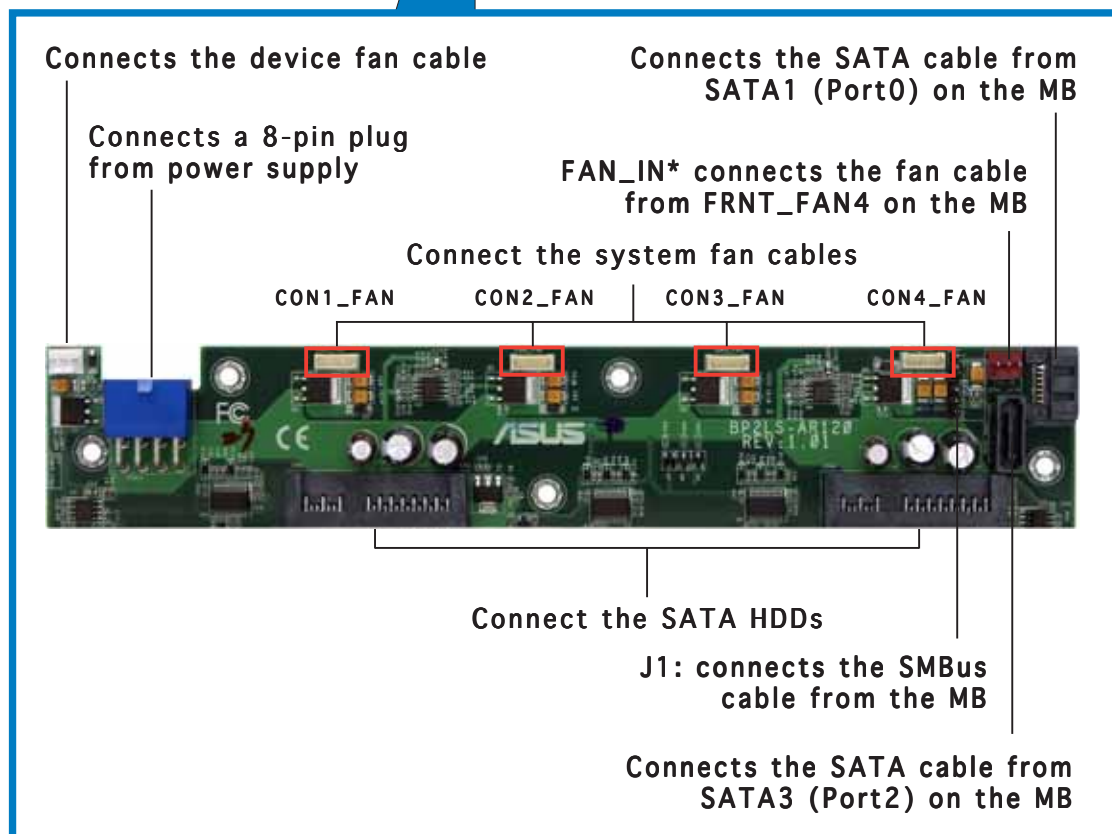 Connects the device fan cable
Connects the SATA cable from
SATA1 (Port0) on the MB
Connects a 8-pin plug
from power supply
FAN_IN* connects the fan cable
from FRNT_FAN4 on the MB
Connect the system fan cables
CON1_FAN
CON2_FAN
CON3_FAN
CON4_FAN
FC
CE
ASUS
BP2LS-AR120
REV:1.01
Connect the SATA HDDs
J1: connects the SMBus
cable from the MB
Connects the SATA cable from
SATA3 (Port2) on the MB